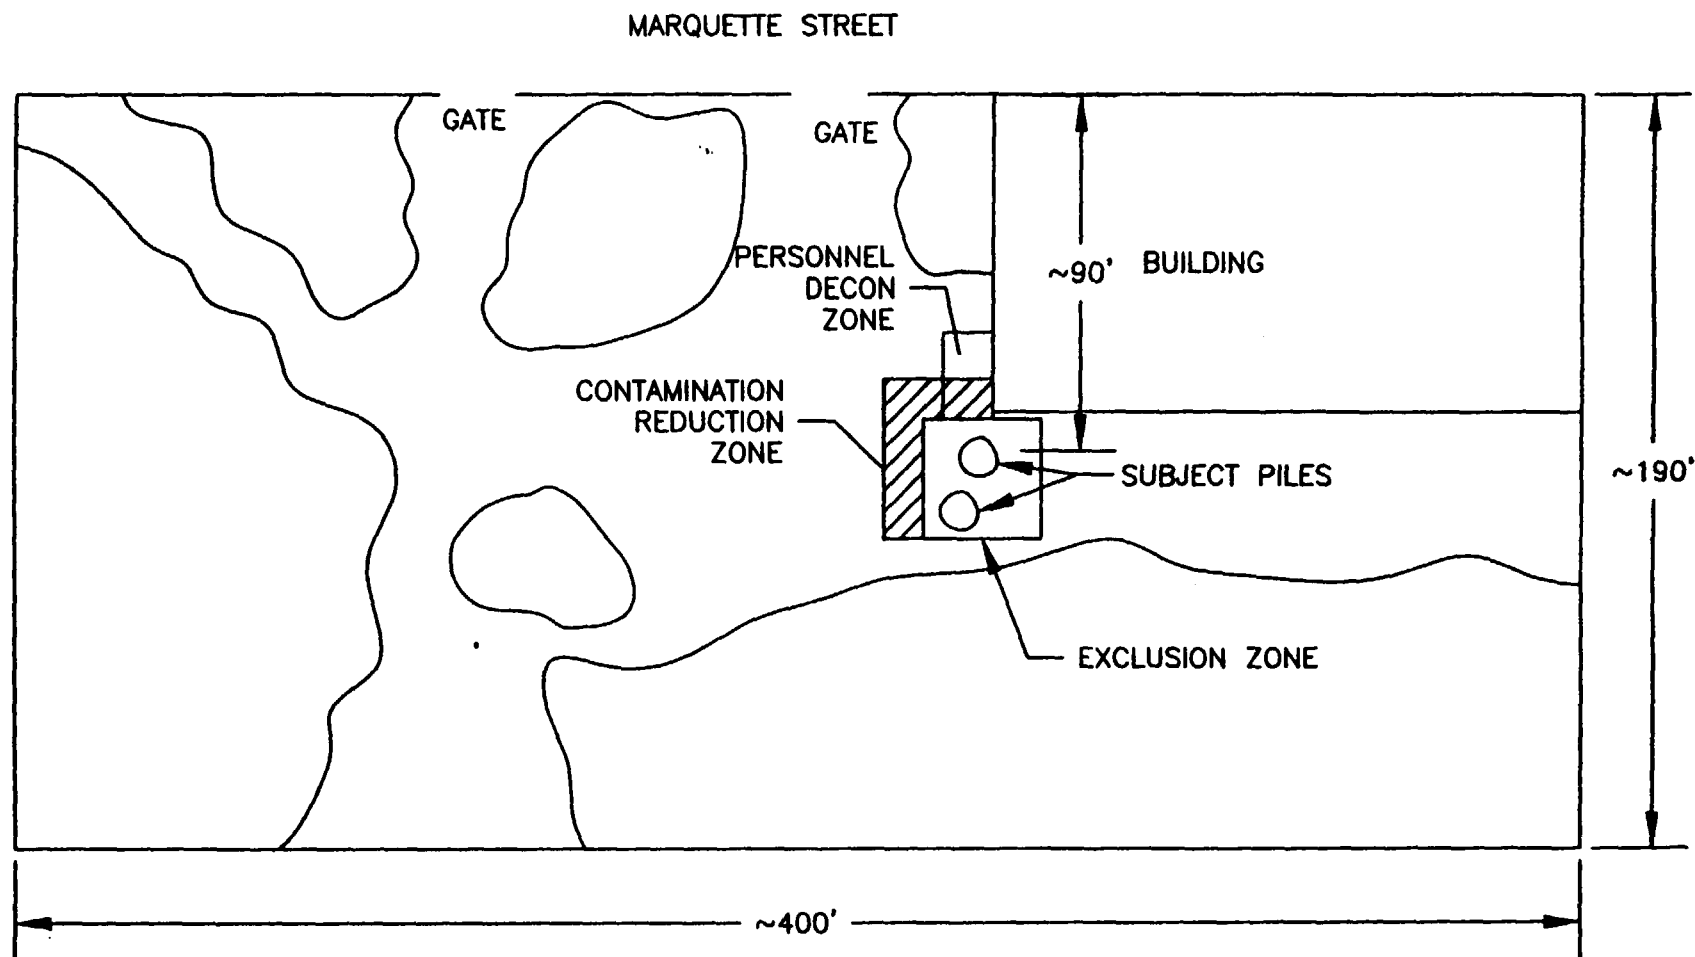 MARQUETTE STREET
GATE
GATE
PERSONNEL
DECON
ZONE
~90'
BUILDING
CONTAMINATION
REDUCTION
ZONE
SUBJECT PILES
~190'
EXCLUSION ZONE
~400'